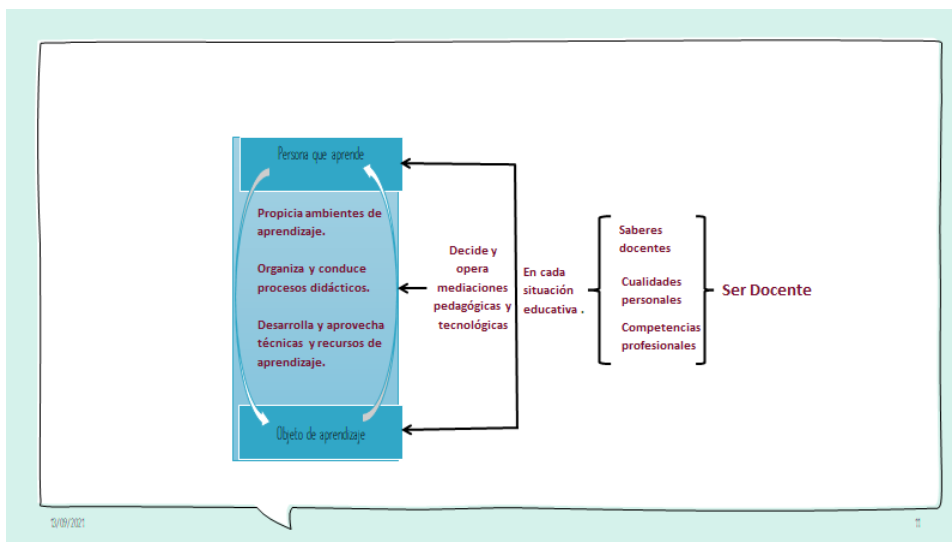 Persona que aprende
Propicia ambientes de
aprendizaje.
Organiza y conduce
procesos didácticos.
Desarrolla y aprovecha
técnicas y recursos de
aprendizaje.
Objeto de aprendizaje
Decide y
opera
mediaciones
pedagógicas y
tecnológicas
En cada
situación
educativa .
Saberes
docentes
Cualidades
personales
Competencias
profesionales
Ser Docente
13/09/2021
11